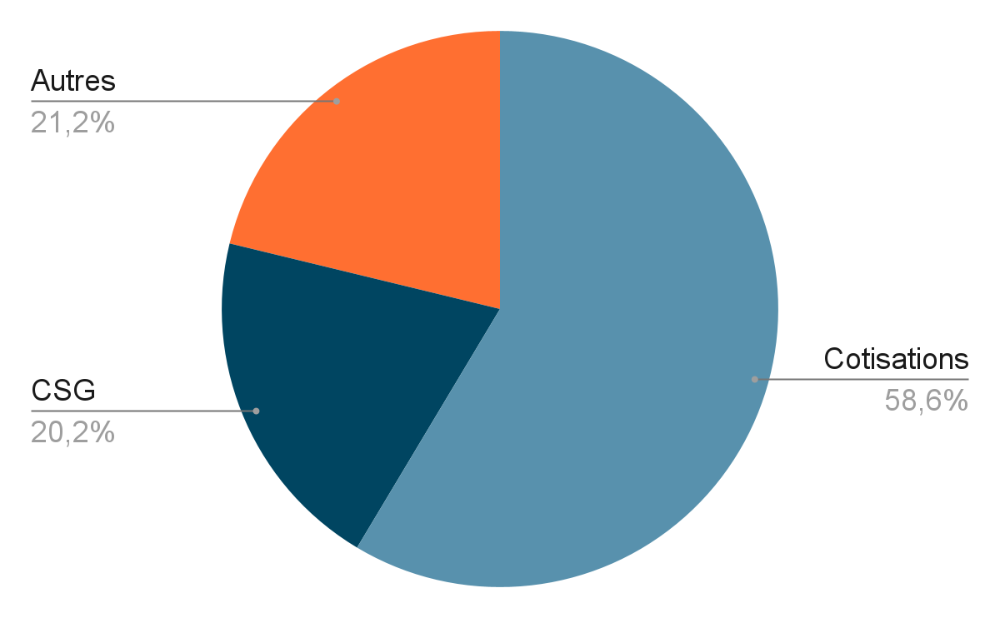 Autres
21,2%
CSG
20,2%
Cotisations
58,6%